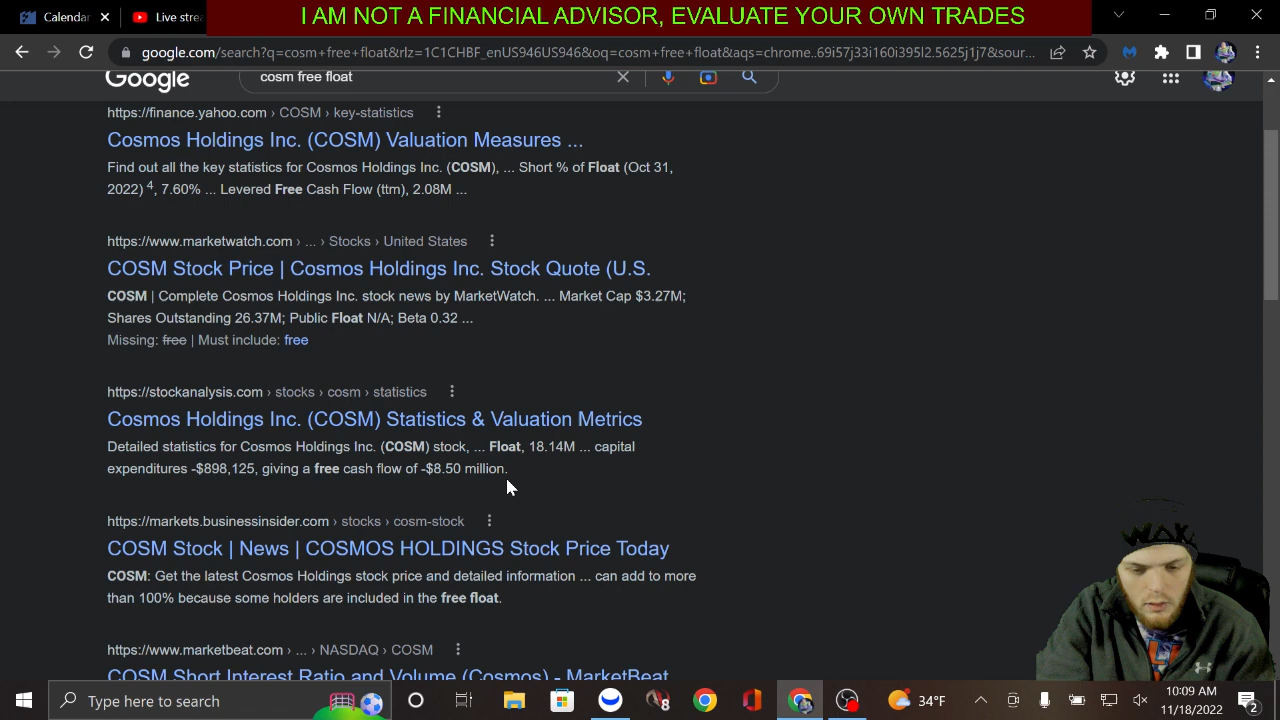 I AM NOT A FINANCIAL ADVISOR, EVALUATE YOUR OWN TRADES
Calendar
Live strea
google.com/search?q=cosm+free+float&rlz=1C1CHBF_enUS946US946&oq=cosm+free+float&aqs=chrome..69i57j33i160i395l2.5625j1j7&sour...
Google
cosm free float
https://finance.yahoo.com › COSM › key-statistics
Cosmos Holdings Inc. (COSM) Valuation Measures ...
Find out all the key statistics for Cosmos Holdings Inc. (COSM), ... Short % of Float (Oct 31,
2022) 4, 7.60% ... Levered Free Cash Flow (ttm), 2.08M ...
https://www.marketwatch.com › ... › Stocks › United States
COSM Stock Price | Cosmos Holdings Inc. Stock Quote (U.S.
COSM | Complete Cosmos Holdings Inc. stock news by MarketWatch. ... Market Cap $3.27M;
Shares Outstanding 26.37M; Public Float N/A; Beta 0.32 ...
Missing: free | Must include: free
https://stockanalysis.com › stocks › cosm › statistics
Cosmos Holdings Inc. (COSM) Statistics & Valuation Metrics
Detailed statistics for Cosmos Holdings Inc. (COSM) stock, ... Float, 18.14M ... capital
expenditures -$898,125, giving a free cash flow of -$8.50 million.
https://markets.businessinsider.com › stocks › cosm-stock
COSM Stock | News | COSMOS HOLDINGS Stock Price Today
COSM: Get the latest Cosmos Holdings stock price and detailed information ... can add to more
than 100% because some holders are included in the free float.
https://www.marketbeat.com › ... › NASDAQ › COSM
COSM Short Interest Ratio and Volume (Cosmos) - MarketBeat
Type here to search
8
34°F
10:09 AM
11/18/2022
2